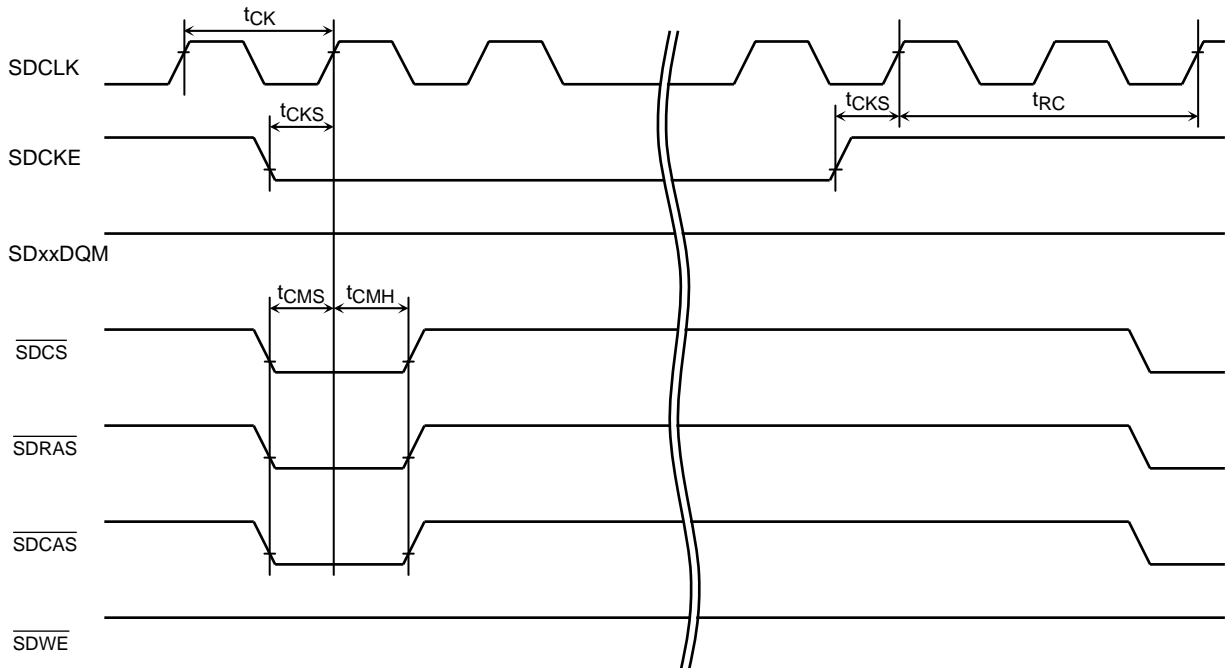 tCK
SDCLK
tCKS
tCKS
tRC
SDCKE
SDxxDQM
tCMS
tCMH
SDCS
SDRAS
SDCAS
SDWE